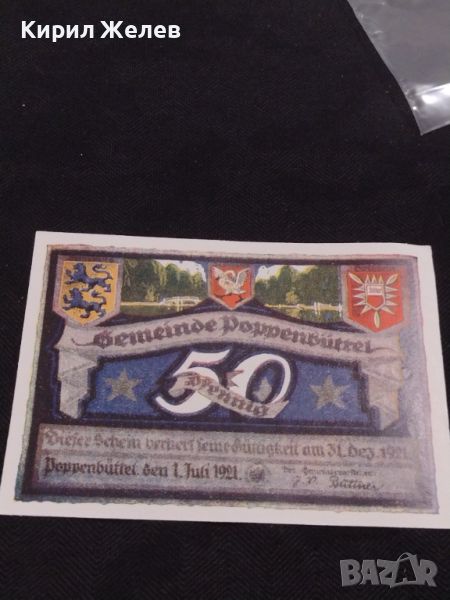 Кирил Желев
Gemeinde Poppenbüttel
50
Pfennig
Dieser Schein verliert seine Gültigkeit am 31. Dez. 1921.
Poppenbüttel, den 1. Juli 1921.
BAZAR